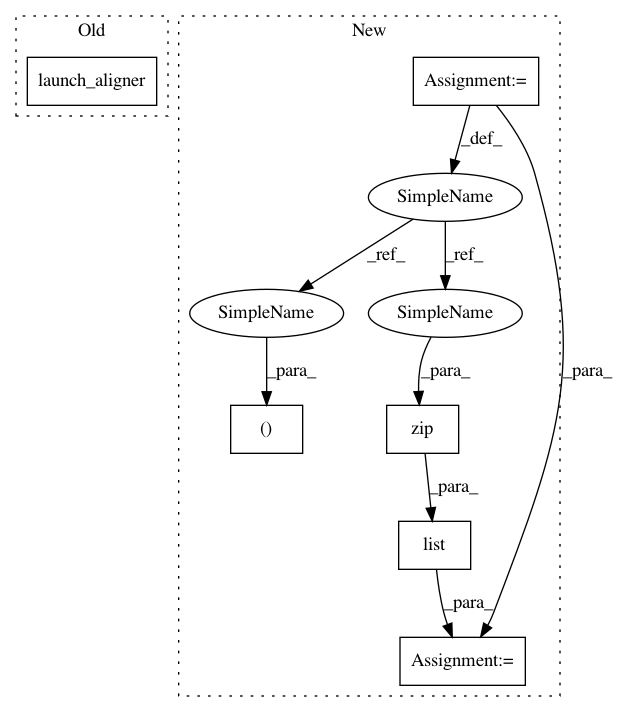 Old
New
launch_aligner
Assignment:=
_def_
SimpleName
_ref_
_ref_
SimpleName
SimpleName
_para_
_para_
_para_
()
zip
_para_
list
_para_
Assignment:=